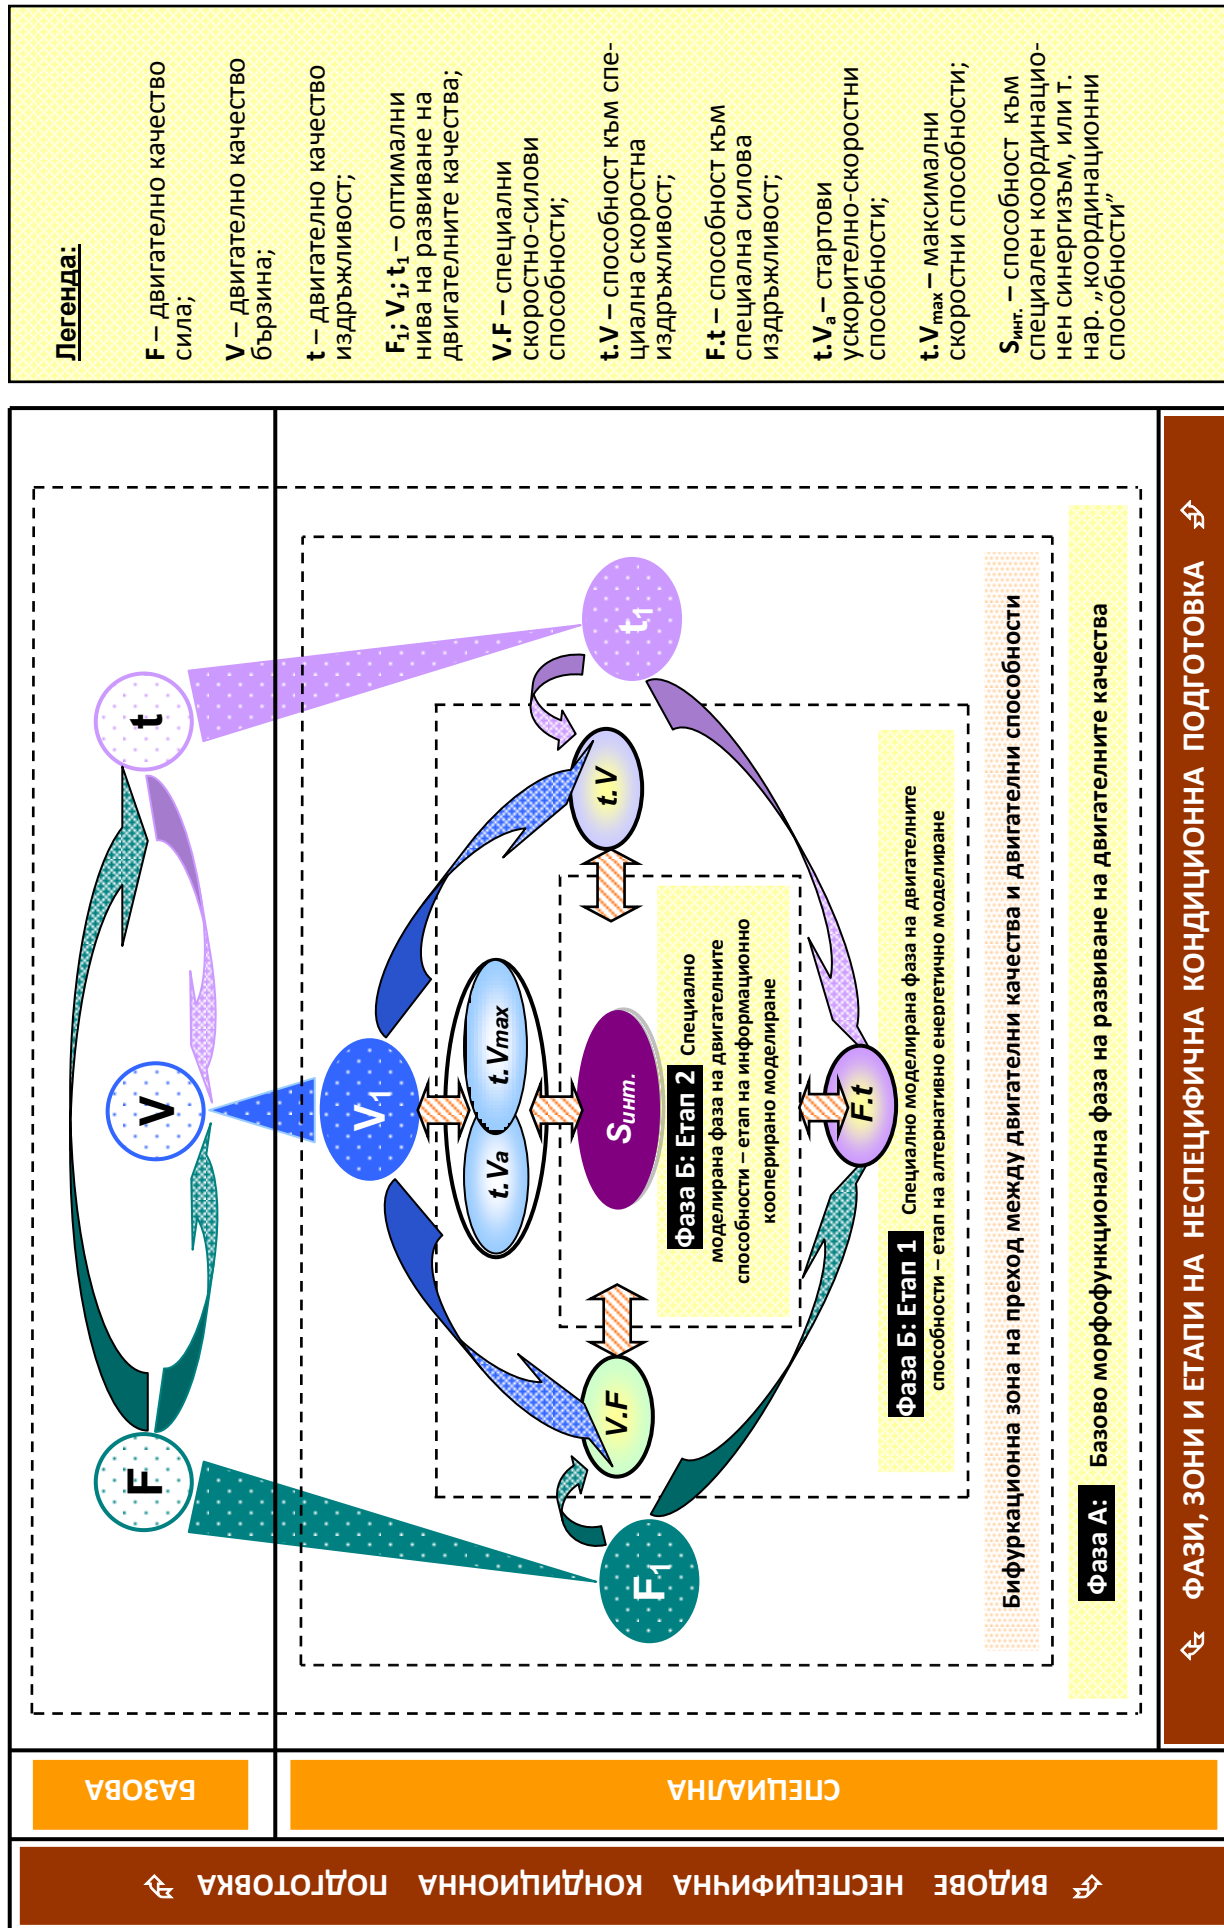 ВИДОВЕ НЕСПЕЦИФИЧНА КОНДИЦИОННА ПОДГОТОВКА
БАЗОВА
СПЕЦИАЛНА
F
V
t
F1
V1
t1
t.Va
t.Vmax
V.F
t.V
Sинт.
F.t
Фаза Б: Етап 2 Специално
моделирана фаза на двигателните
способности – етап на информационно
кооперирано моделиране
Фаза Б: Етап 1 Специално моделирана фаза на двигателните
способности – етап на алтернативно енергетично моделиране
Бифуркационна зона на преход между двигателни качества и двигателни способности
Фаза А: Базово морфофункционална фаза на развиване на двигателните качества
ФАЗИ, ЗОНИ И ЕТАПИ НА НЕСПЕЦИФИЧНА КОНДИЦИОННА ПОДГОТОВКА
Легенда:
F – двигателно качество
сила;
V – двигателно качество
бързина;
t – двигателно качество
издръжливост;
F1; V1; t1 – оптимални
нива на развиване на
двигателните качества;
V.F – специални
скоростно-силови
способности;
t.V – способност към спе-
циална скоростна
издръжливост;
F.t – способност към
специална силова
издръжливост;
t.Va – стартови
ускорително-скоростни
способности;
t.Vmax – максимални
скоростни способности;
Sинт. – способност към
специален координацио-
нен синергизъм, или т.
нар. „координационни
способности”